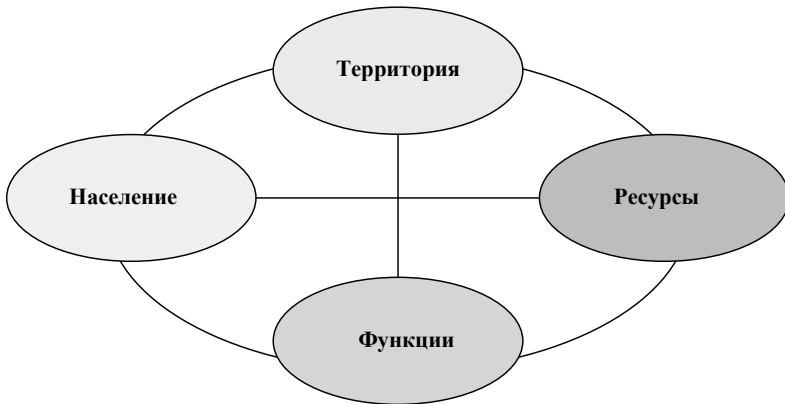 Территория
Население
Ресурсы
Функции